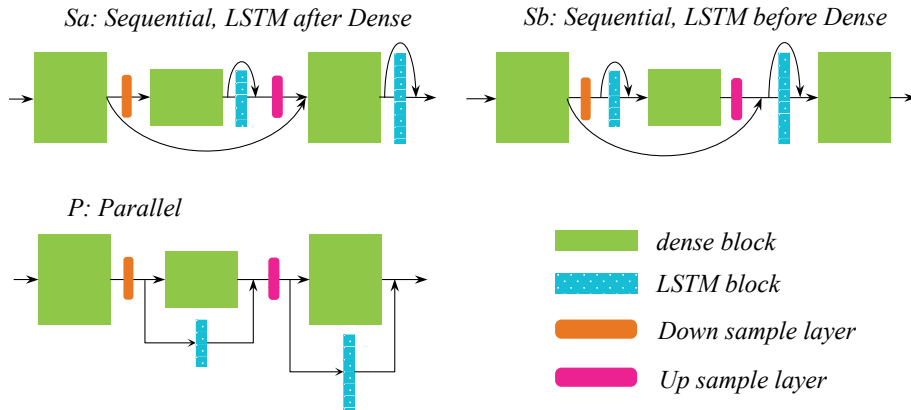 Sa: Sequential, LSTM after Dense
Sb: Sequential, LSTM before Dense
P: Parallel
dense block
LSTM block
Down sample layer
Up sample layer